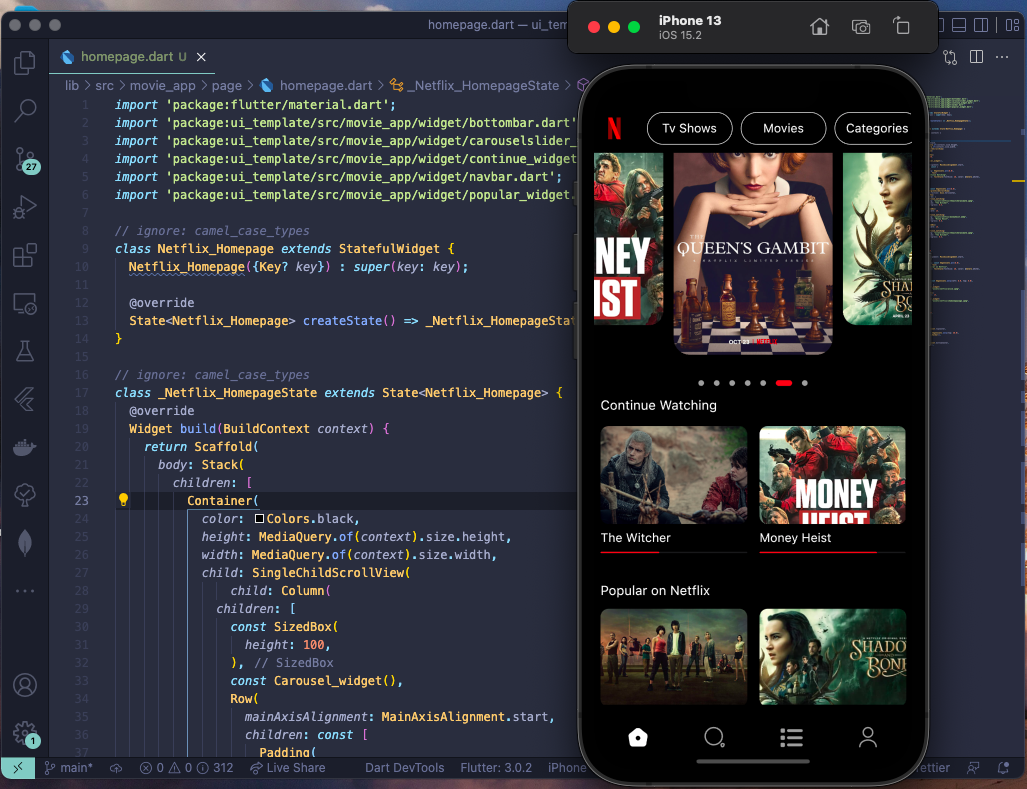 homepage.dart — ui_tem
homepage.dart U
lib > src > movie_app > page > homepage.dart > _Netflix_HomepageState >
1 import 'package:flutter/material.dart';
2 import 'package:ui_template/src/movie_app/widget/bottombar.dart'
3 import 'package:ui_template/src/movie_app/widget/carouselslider_
4 import 'package:ui_template/src/movie_app/widget/continue_widget
5 import 'package:ui_template/src/movie_app/widget/navbar.dart';
6 import 'package:ui_template/src/movie_app/widget/popular_widget.
7
8 // ignore: camel_case_types
9 class Netflix_Homepage extends StatefulWidget {
10 Netflix_Homepage({Key? key}) : super(key: key);
11
12 @override
13 State<Netflix_Homepage> createState() => _Netflix_HomepageStat
14 }
15
16 // ignore: camel_case_types
17 class _Netflix_HomepageState extends State<Netflix_Homepage> {
18 @override
19 Widget build(BuildContext context) {
20 return Scaffold(
21 body: Stack(
22 children: [
23 Container(
24 color: Colors.black,
25 height: MediaQuery.of(context).size.height,
26 width: MediaQuery.of(context).size.width,
27 child: SingleChildScrollView(
28 child: Column(
29 children: [
30 const SizedBox(
31 height: 100,
32 ), // SizedBox
33 const Carousel_widget(),
34 Row(
35 mainAxisAlignment: MainAxisAlignment.start,
36 children: const [
37 Padding(
27
1
main* 0 0 312 Live Share Dart DevTools Flutter: 3.0.2 iPhone
rettier
iPhone 13
iOS 15.2
N
Tv Shows Movies Categories
NEY
IST
THE
QUEEN'S GAMBIT
A NETFLIX LIMITED SERIES
OCT 23
SHA
BO
APRIL 23
Continue Watching
MONEY
HEIST
The Witcher Money Heist
Popular on Netflix
SHADO
AND
BONE